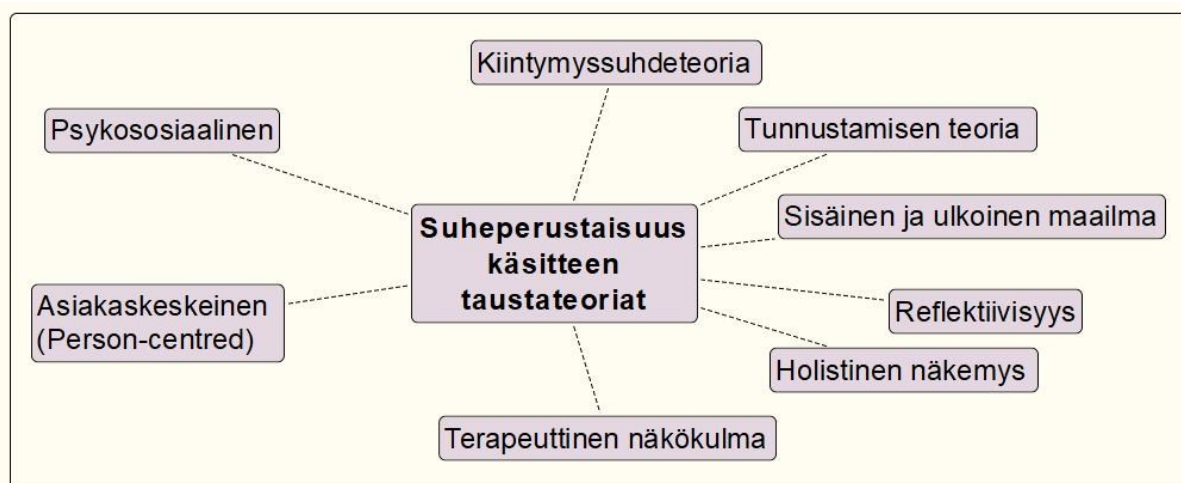 Kiintymyssuhdeteoria
Psykososiaalinen
Tunnustamisen teoria
Sisäinen ja ulkoinen maailma
Suheperustaisuus
käsitteen
taustateoriat
Asiakaskeskeinen
(Person-centred)
Reflektiivisyys
Holistinen näkemys
Terapeuttinen näkökulma